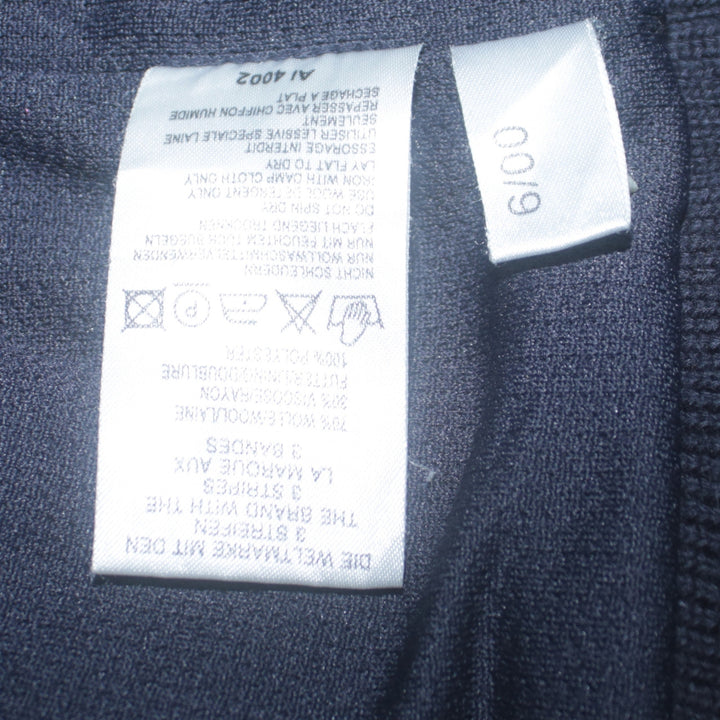 DIE WELTMARKE MIT DEN
3 STREIFEN
THE BRAND WITH THE
3 STRIPES
LA MARQUE AUX
3 BANDES
70% WOLLE/WOOL/LAINE
30% VISCOSE/RAYON
FUTTER/LINING/DOUBLURE
100% POLYESTER
P
NICHT SCHLEUDERN
NUR WOLLWASCHMITTEL VERWENDEN
NUR MIT FEUCHTEM TUCH BUEGELN
FLACH LIEGEND TROCKNEN
DO NOT SPIN DRY
USE WOOL DETERGENT ONLY
IRON WITH DAMP CLOTH ONLY
LAY FLAT TO DRY
ESSORAGE INTERDIT
UTILISER LESSIVE SPECIALE LAINE
SEULEMENT
REPASSER AVEC CHIFFON HUMIDE
SECHAGE A PLAT
AI 4002
6/00